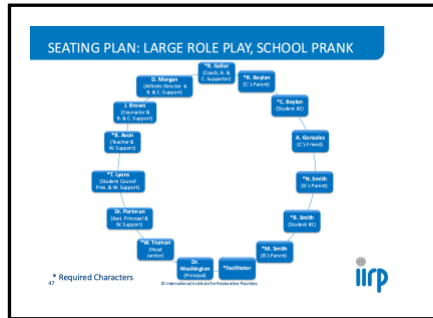 SEATING PLAN: LARGE ROLE PLAY, SCHOOL PRANK
*R. Geller
(Coach, B. &
C. Supporter)
*R. Boylan
(C.'s Parent)
*C. Boylan
(Student #2)
A. Gonzales
(C.'s Friend)
*N. Smith
(B.'s Parent)
*B. Smith
(Student #1)
*M. Smith
(B.'s Parent)
*Facilitator
Dr.
Washington
(Principal)
*W. Truman
(Head
Janitor)
Dr. Portman
(Asst. Principal &
W. Support)
*T. Lyons
(Student Council
Pres. & W. Support)
*B. Avon
(Teacher &
W. Support)
J. Brown
(Counselor &
B. & C. Support)
D. Morgan
(Athletic Director &
B. & C. Support)
* Required Characters
47
© International Institute for Restorative Practices
iirp